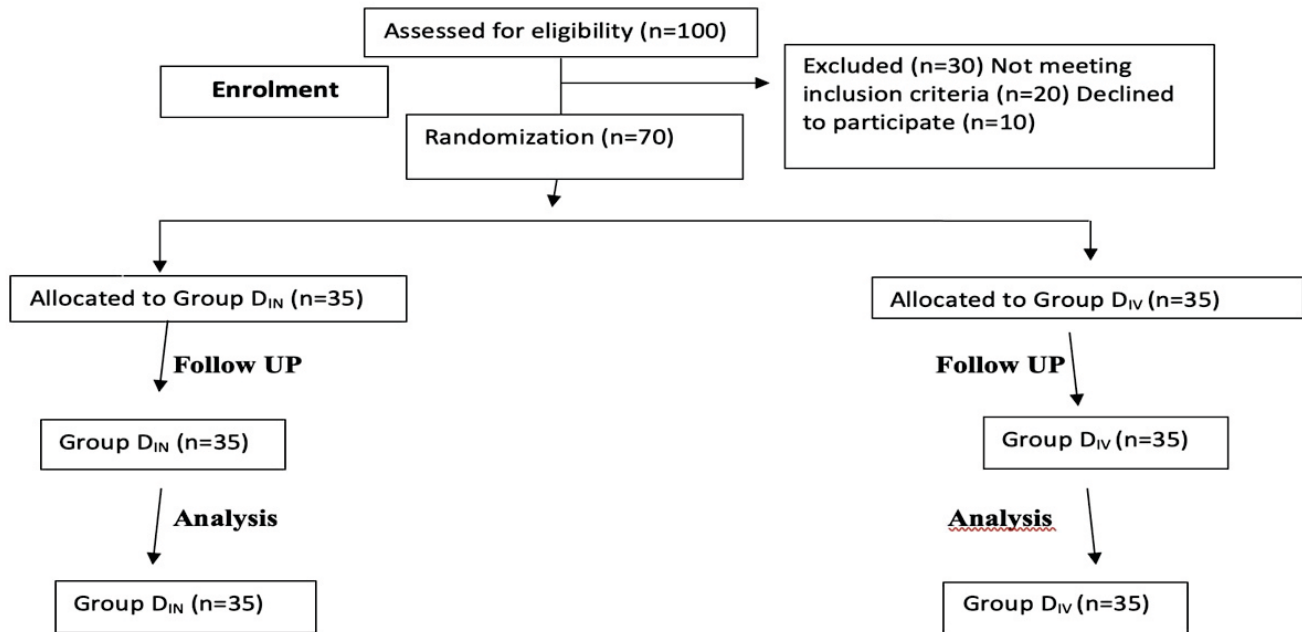 Assessed for eligibility (n=100)
Enrolment
Excluded (n=30) Not meeting
inclusion criteria (n=20) Declined
to participate (n=10)
Randomization (n=70)
Allocated to Group DIN (n=35)
Allocated to Group DIV (n=35)
Follow UP
Follow UP
Group DIN (n=35)
Group DIV (n=35)
Analysis
Analysis
Group DIN (n=35)
Group DIV (n=35)